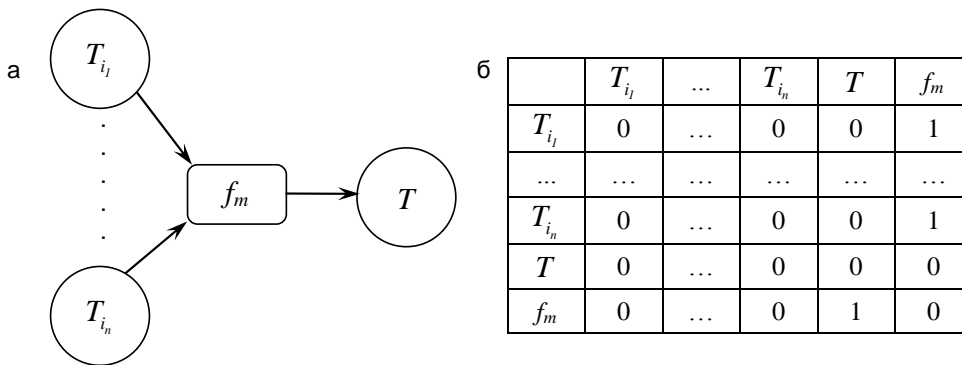 а
T_{i_1}
.
.
.
.
.
T_{i_n}
f_m
T
б
T_{i_1} ... T_{i_n} T f_m
T_{i_1} 0 ... 0 0 1
... ... ... ... ... ...
T_{i_n} 0 ... 0 0 1
T 0 ... 0 0 0
f_m 0 ... 0 1 0